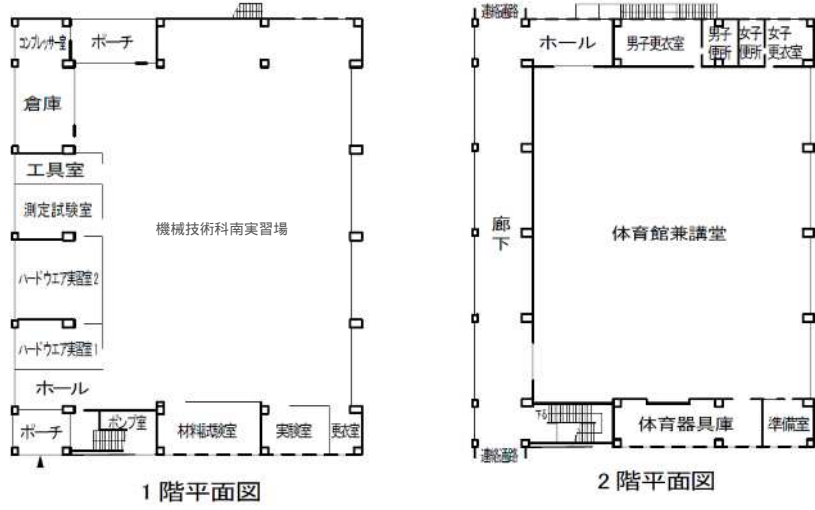 コンプレッサー室
ポーチ
倉庫
工具室
測定試験室
機械技術科南実習場
ハードウエア実習室2
ハードウエア実習室1
ホール
ポーチ
ポンプ室
材料試験室
実験室
更衣室
1階平面図
連絡通路
ホール
男子更衣室
男子
便所
女子
便所
女子
更衣室
廊
下
体育館兼講堂
下る
体育器具庫
準備室
連絡通路
2階平面図